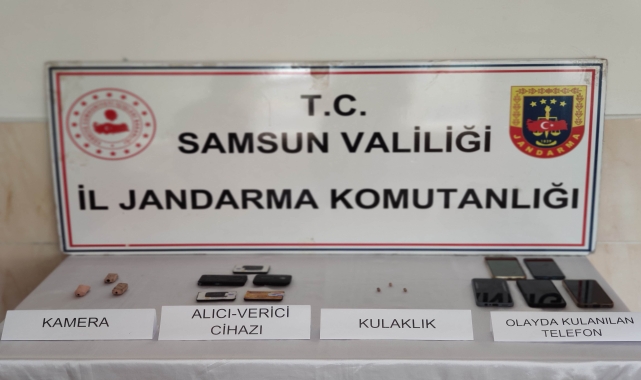 T.C.
SAMSUN VALİLİĞİ
İL JANDARMA KOMUTANLIĞI
JANDARMA
KAMERA
ALICI-VERİCİ
CİHAZI
KULAKLIK
OLAYDA KULANILAN
TELEFON